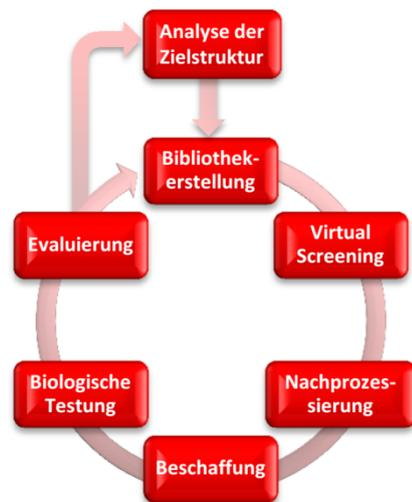 Analyse der
Zielstruktur
Bibliothek-
erstellung
Virtual
Screening
Nachprozes-
sierung
Beschaffung
Biologische
Testung
Evaluierung